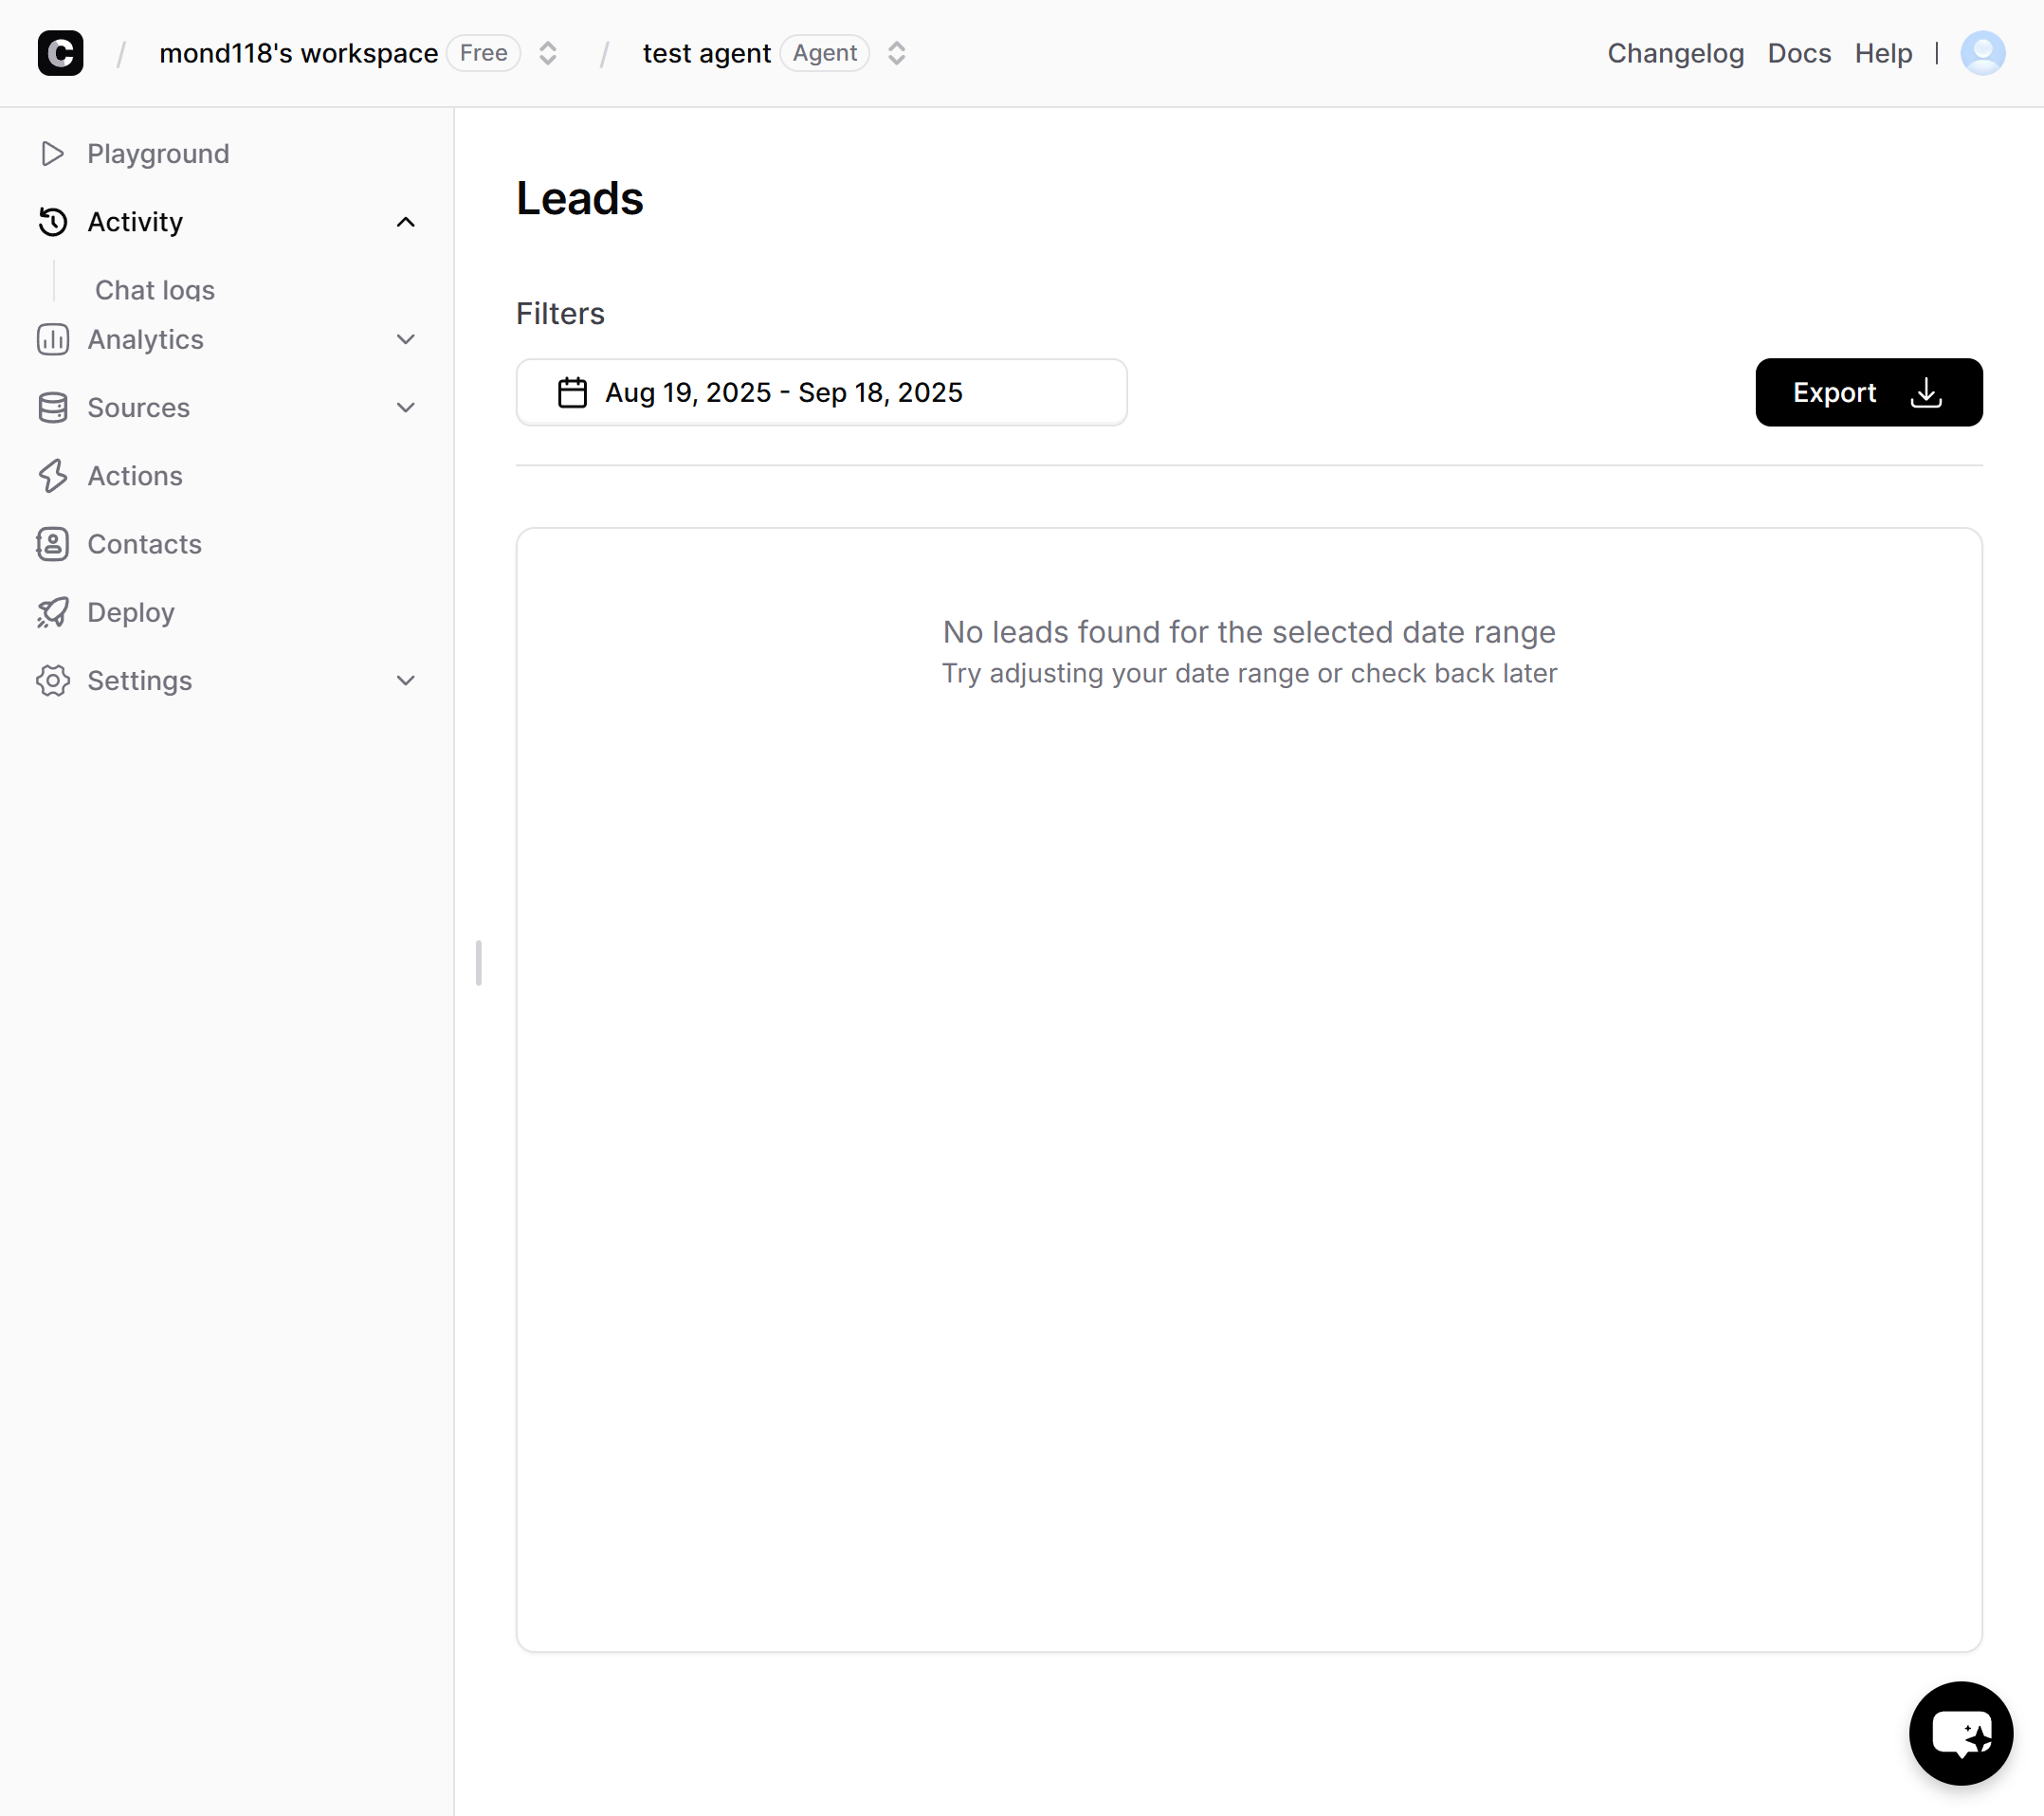 C / mond118's workspace Free / test agent Agent Changelog Docs Help |
Playground
Activity
Chat logs
Analytics
Sources
Actions
Contacts
Deploy
Settings
Leads
Filters
Aug 19, 2025 - Sep 18, 2025
Export
No leads found for the selected date range
Try adjusting your date range or check back later